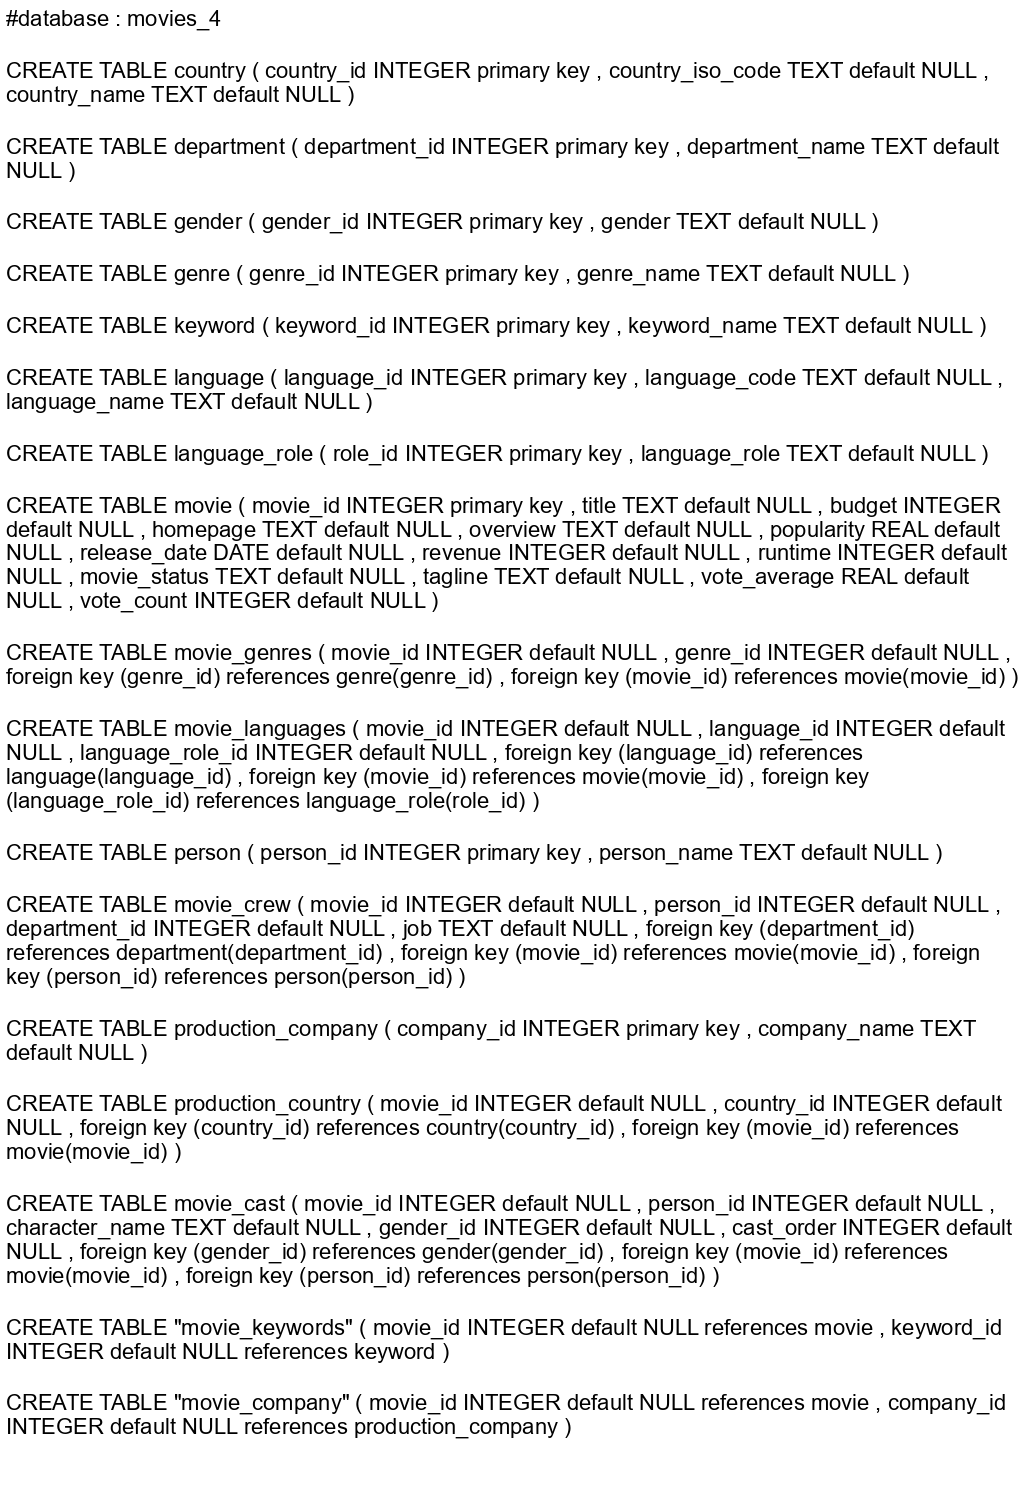 #database : movies_4
CREATE TABLE country ( country_id INTEGER primary key , country_iso_code TEXT default NULL ,
country_name TEXT default NULL )
CREATE TABLE department ( department_id INTEGER primary key , department_name TEXT default
NULL )
CREATE TABLE gender ( gender_id INTEGER primary key , gender TEXT default NULL )
CREATE TABLE genre ( genre_id INTEGER primary key , genre_name TEXT default NULL )
CREATE TABLE keyword ( keyword_id INTEGER primary key , keyword_name TEXT default NULL )
CREATE TABLE language ( language_id INTEGER primary key , language_code TEXT default NULL ,
language_name TEXT default NULL )
CREATE TABLE language_role ( role_id INTEGER primary key , language_role TEXT default NULL )
CREATE TABLE movie ( movie_id INTEGER primary key , title TEXT default NULL , budget INTEGER
default NULL , homepage TEXT default NULL , overview TEXT default NULL , popularity REAL default
NULL , release_date DATE default NULL , revenue INTEGER default NULL , runtime INTEGER default
NULL , movie_status TEXT default NULL , tagline TEXT default NULL , vote_average REAL default
NULL , vote_count INTEGER default NULL )
CREATE TABLE movie_genres ( movie_id INTEGER default NULL , genre_id INTEGER default NULL ,
foreign key (genre_id) references genre(genre_id) , foreign key (movie_id) references movie(movie_id) )
CREATE TABLE movie_languages ( movie_id INTEGER default NULL , language_id INTEGER default
NULL , language_role_id INTEGER default NULL , foreign key (language_id) references
language(language_id) , foreign key (movie_id) references movie(movie_id) , foreign key
(language_role_id) references language_role(role_id) )
CREATE TABLE person ( person_id INTEGER primary key , person_name TEXT default NULL )
CREATE TABLE movie_crew ( movie_id INTEGER default NULL , person_id INTEGER default NULL ,
department_id INTEGER default NULL , job TEXT default NULL , foreign key (department_id)
references department(department_id) , foreign key (movie_id) references movie(movie_id) , foreign
key (person_id) references person(person_id) )
CREATE TABLE production_company ( company_id INTEGER primary key , company_name TEXT
default NULL )
CREATE TABLE production_country ( movie_id INTEGER default NULL , country_id INTEGER default
NULL , foreign key (country_id) references country(country_id) , foreign key (movie_id) references
movie(movie_id) )
CREATE TABLE movie_cast ( movie_id INTEGER default NULL , person_id INTEGER default NULL ,
character_name TEXT default NULL , gender_id INTEGER default NULL , cast_order INTEGER default
NULL , foreign key (gender_id) references gender(gender_id) , foreign key (movie_id) references
movie(movie_id) , foreign key (person_id) references person(person_id) )
CREATE TABLE "movie_keywords" ( movie_id INTEGER default NULL references movie , keyword_id
INTEGER default NULL references keyword )
CREATE TABLE "movie_company" ( movie_id INTEGER default NULL references movie , company_id
INTEGER default NULL references production_company )